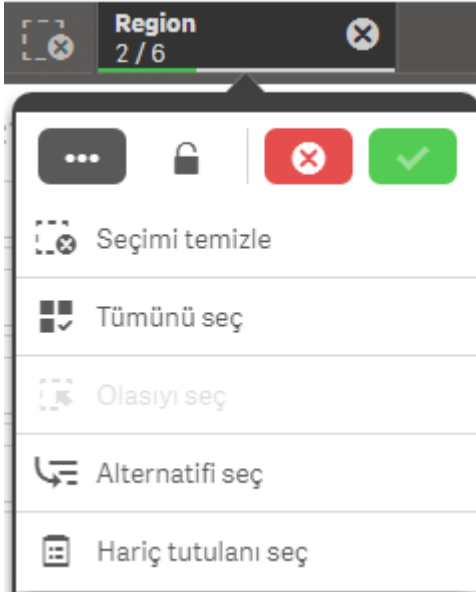 Region
2 / 6
Seçimi temizle
Tümünü seç
Olasıyı seç
Alternatifi seç
Hariç tutulanı seç